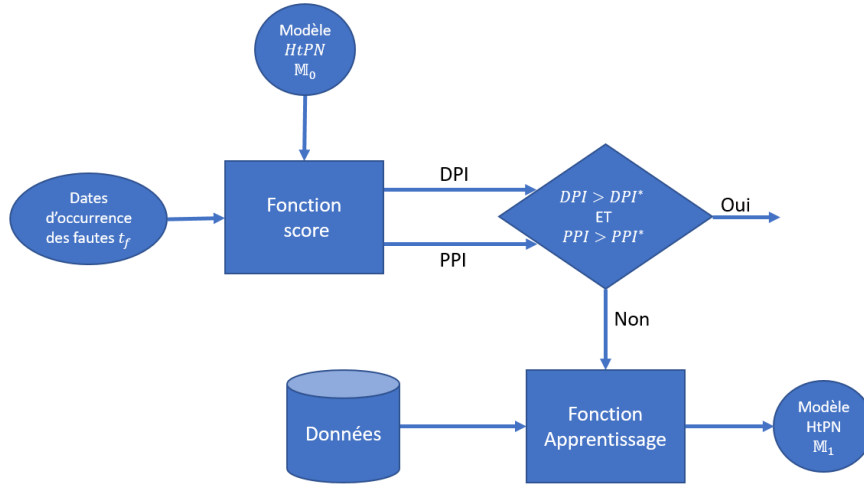 Modèle
HtPN
𝕄₀
Dates
d'occurrence
des fautes t_f
Fonction
score
DPI
PPI
DPI > DPI*
ET
PPI > PPI*
Oui
Non
Données
Fonction
Apprentissage
Modèle
HtPN
𝕄₁